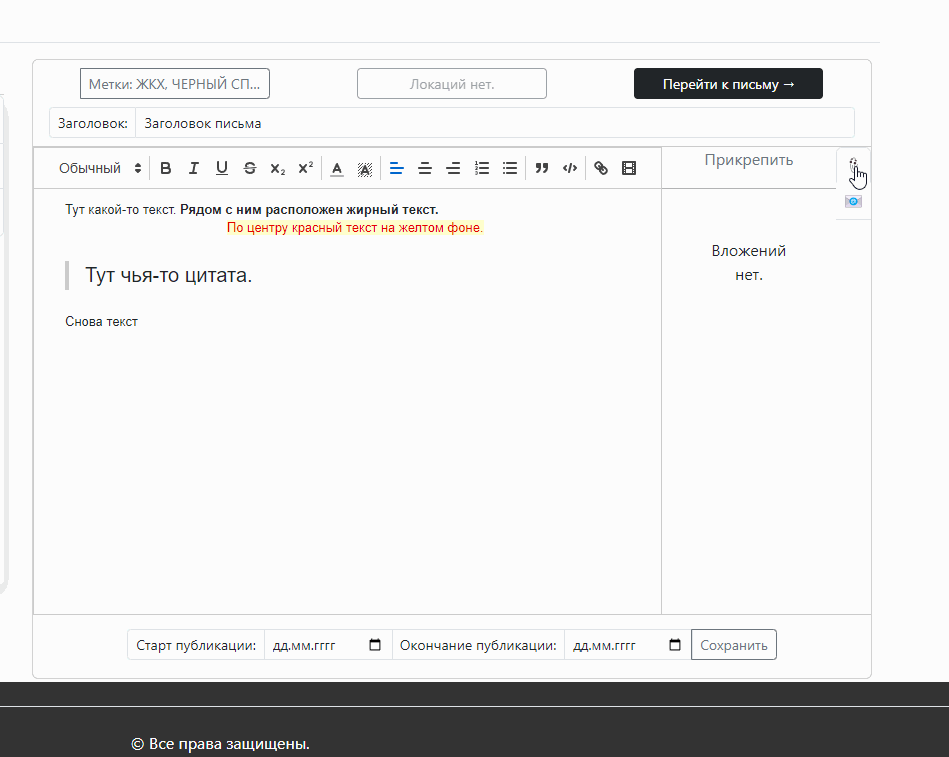 Метки: ЖКХ, ЧЕРНЫЙ СП...
Локаций нет.
Перейти к письму →
Заголовок: Заголовок письма
Обычный
Прикрепить
Тут какой-то текст. Рядом с ним расположен жирный текст.
По центру красный текст на желтом фоне.
Тут чья-то цитата.
Снова текст
Вложений
нет.
Старт публикации: дд.мм.гггг Окончание публикации: дд.мм.гггг Сохранить
© Все права защищены.